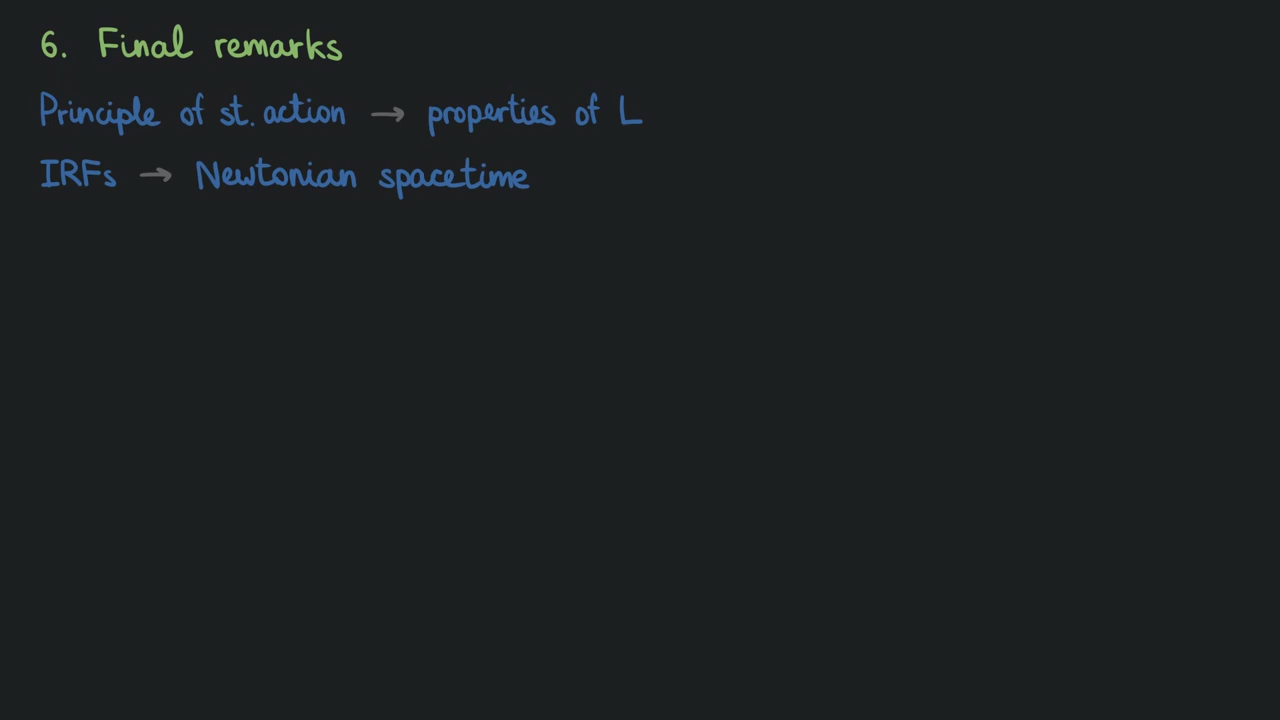 6. Final remarks
Principle of st. action → properties of L
IRFs → Newtonian spacetime